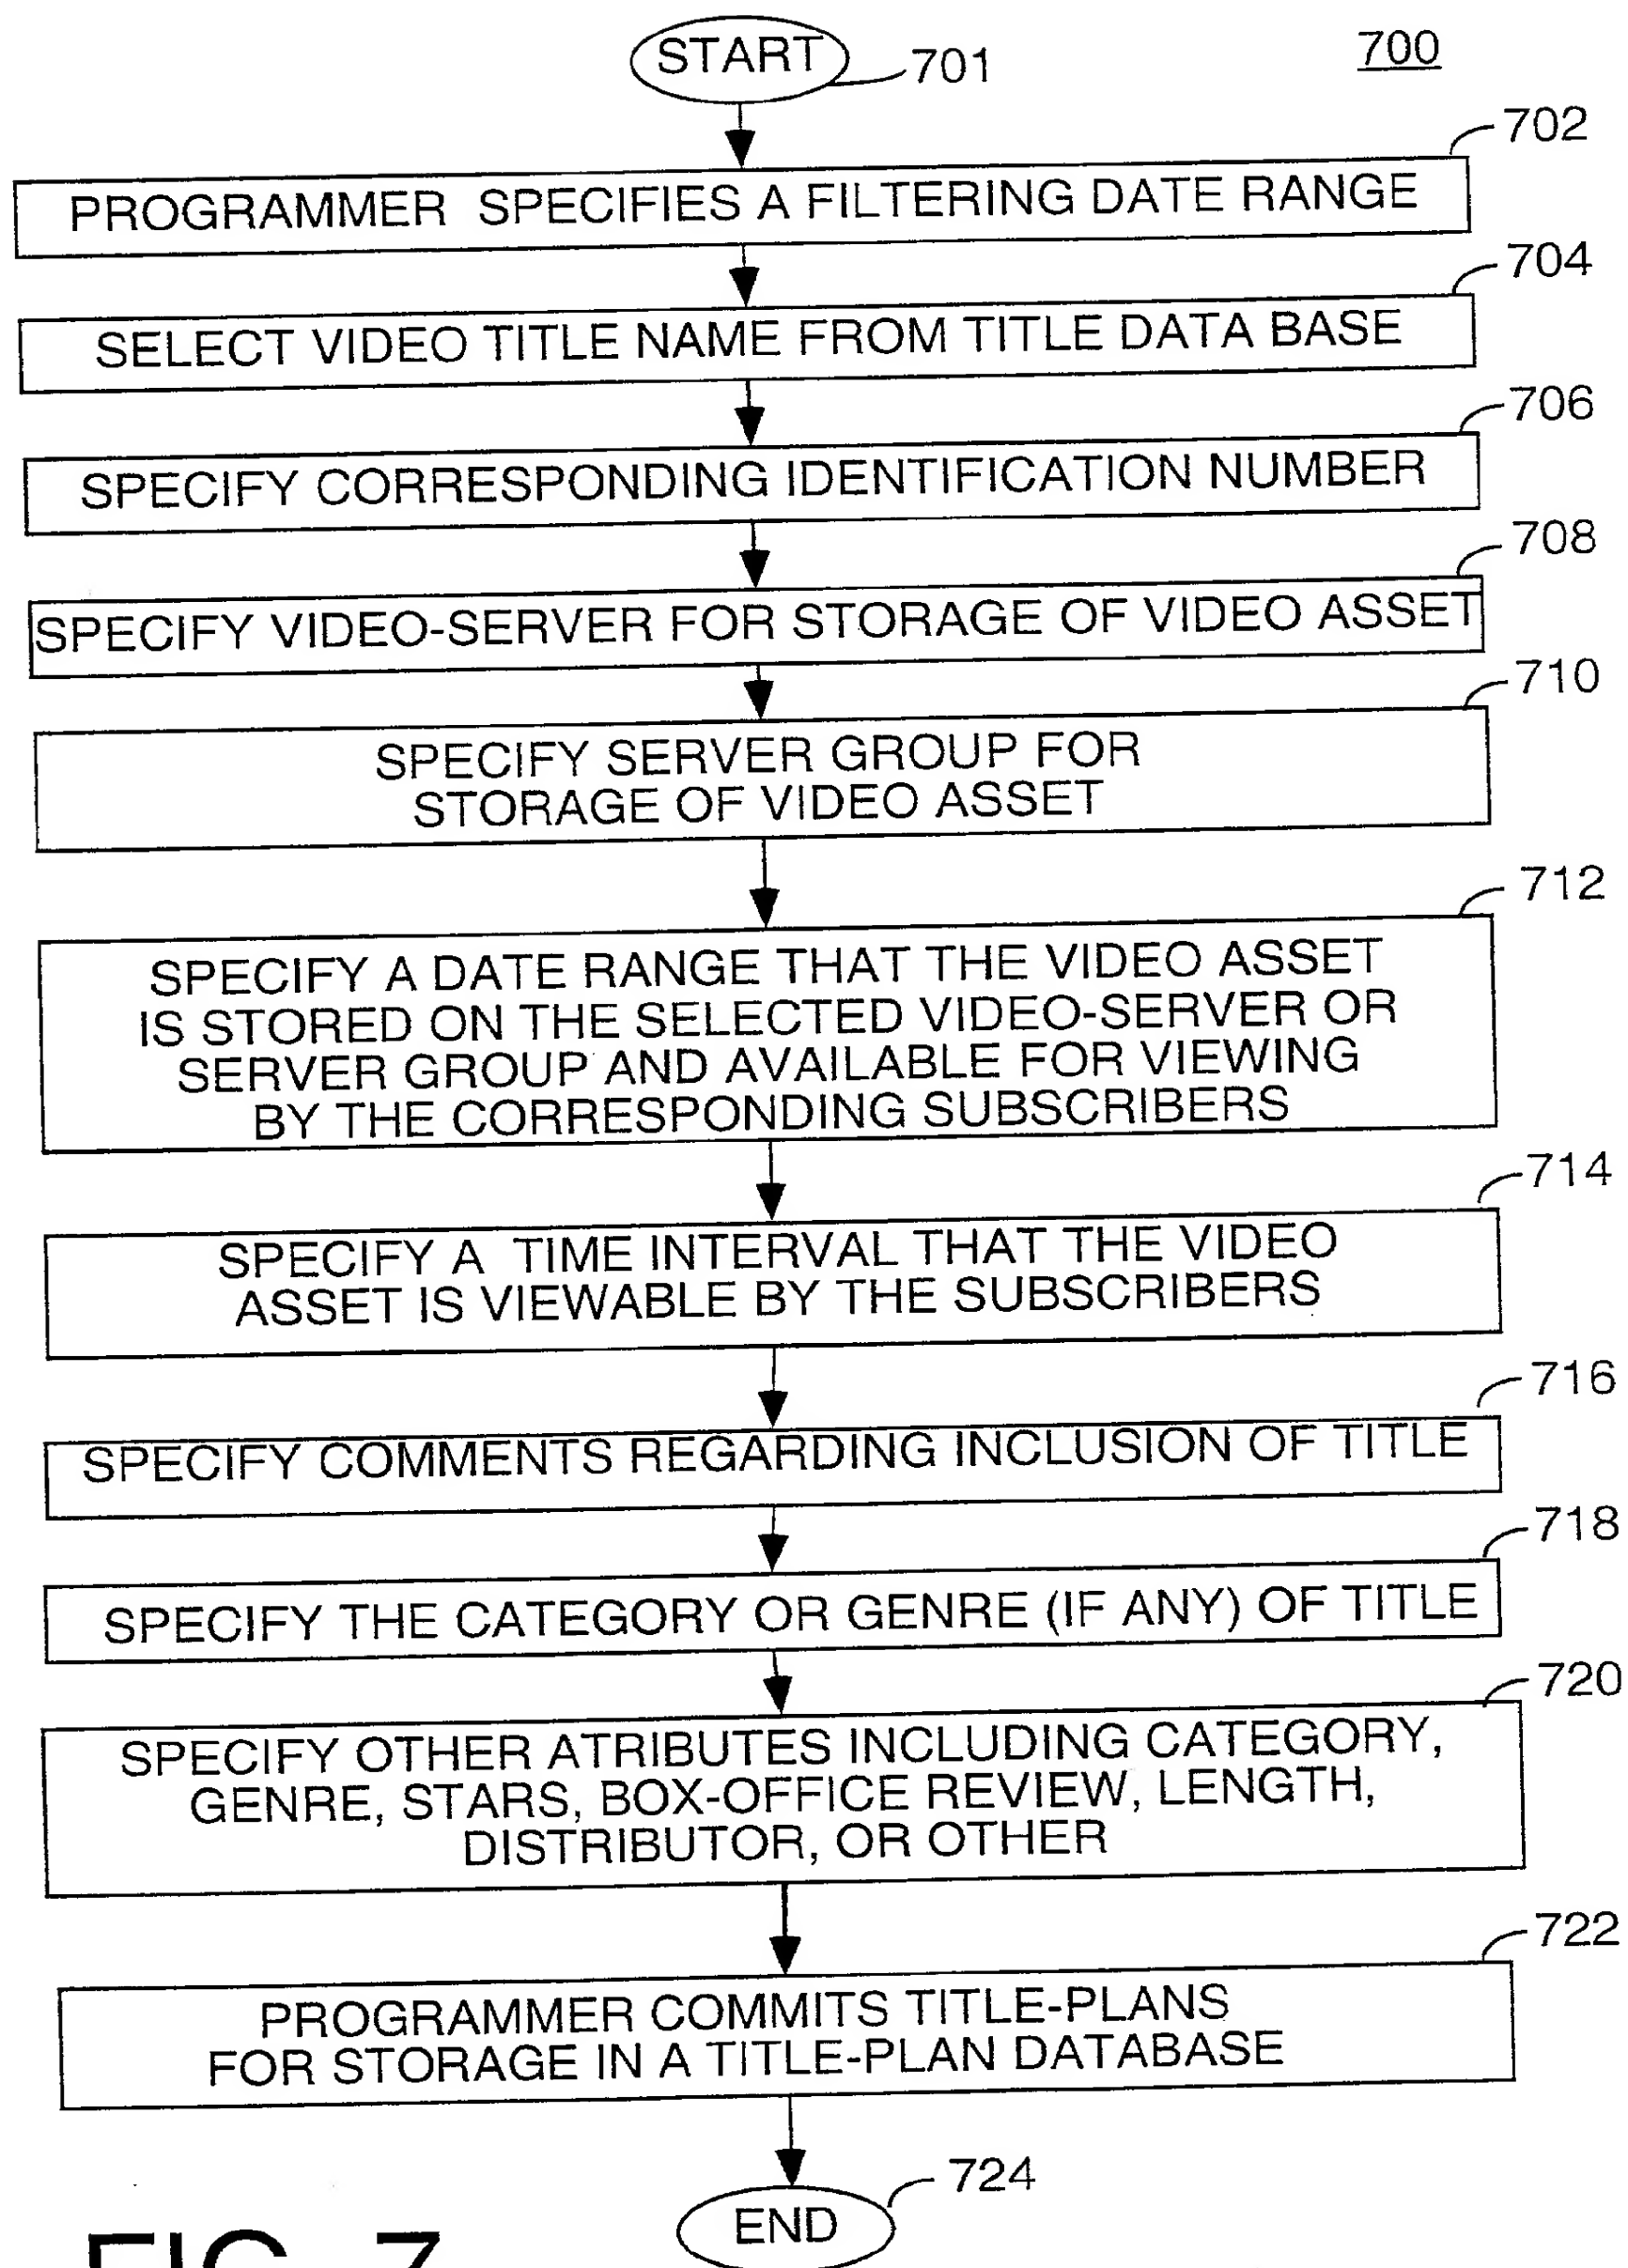 START
701
700
702
PROGRAMMER SPECIFIES A FILTERING DATE RANGE
704
SELECT VIDEO TITLE NAME FROM TITLE DATA BASE
706
SPECIFY CORRESPONDING IDENTIFICATION NUMBER
708
SPECIFY VIDEO-SERVER FOR STORAGE OF VIDEO ASSET
710
SPECIFY SERVER GROUP FOR
STORAGE OF VIDEO ASSET
712
SPECIFY A DATE RANGE THAT THE VIDEO ASSET
IS STORED ON THE SELECTED VIDEO-SERVER OR
SERVER GROUP AND AVAILABLE FOR VIEWING
BY THE CORRESPONDING SUBSCRIBERS
714
SPECIFY A TIME INTERVAL THAT THE VIDEO
ASSET IS VIEWABLE BY THE SUBSCRIBERS
716
SPECIFY COMMENTS REGARDING INCLUSION OF TITLE
718
SPECIFY THE CATEGORY OR GENRE (IF ANY) OF TITLE
720
SPECIFY OTHER ATRIBUTES INCLUDING CATEGORY,
GENRE, STARS, BOX-OFFICE REVIEW, LENGTH,
DISTRIBUTOR, OR OTHER
722
PROGRAMMER COMMITS TITLE-PLANS
FOR STORAGE IN A TITLE-PLAN DATABASE
724
END
FIG. 7